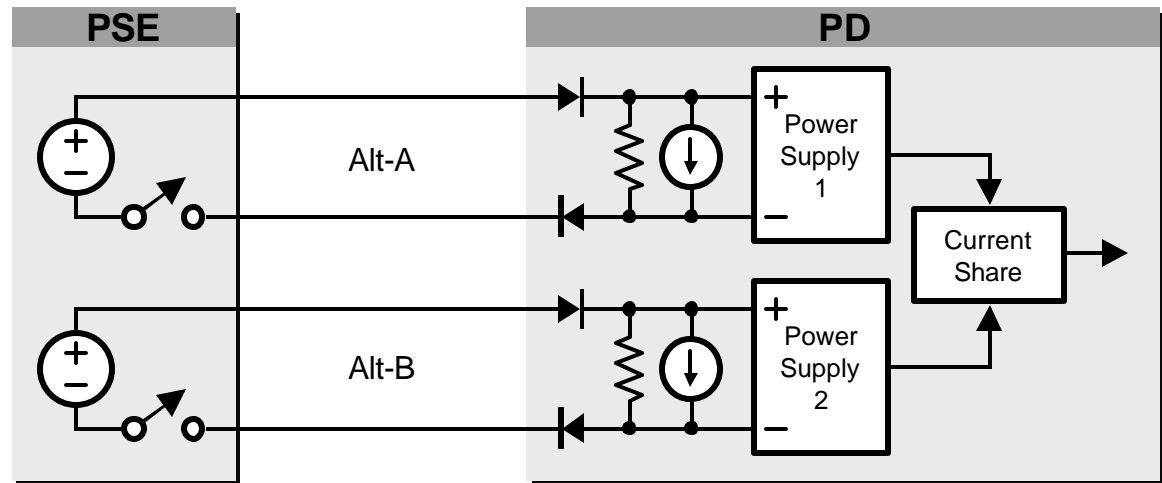 PSE
PD
Alt-A
+
−
+
−
Power
Supply
1
Current
Share
Alt-B
+
−
+
−
Power
Supply
2